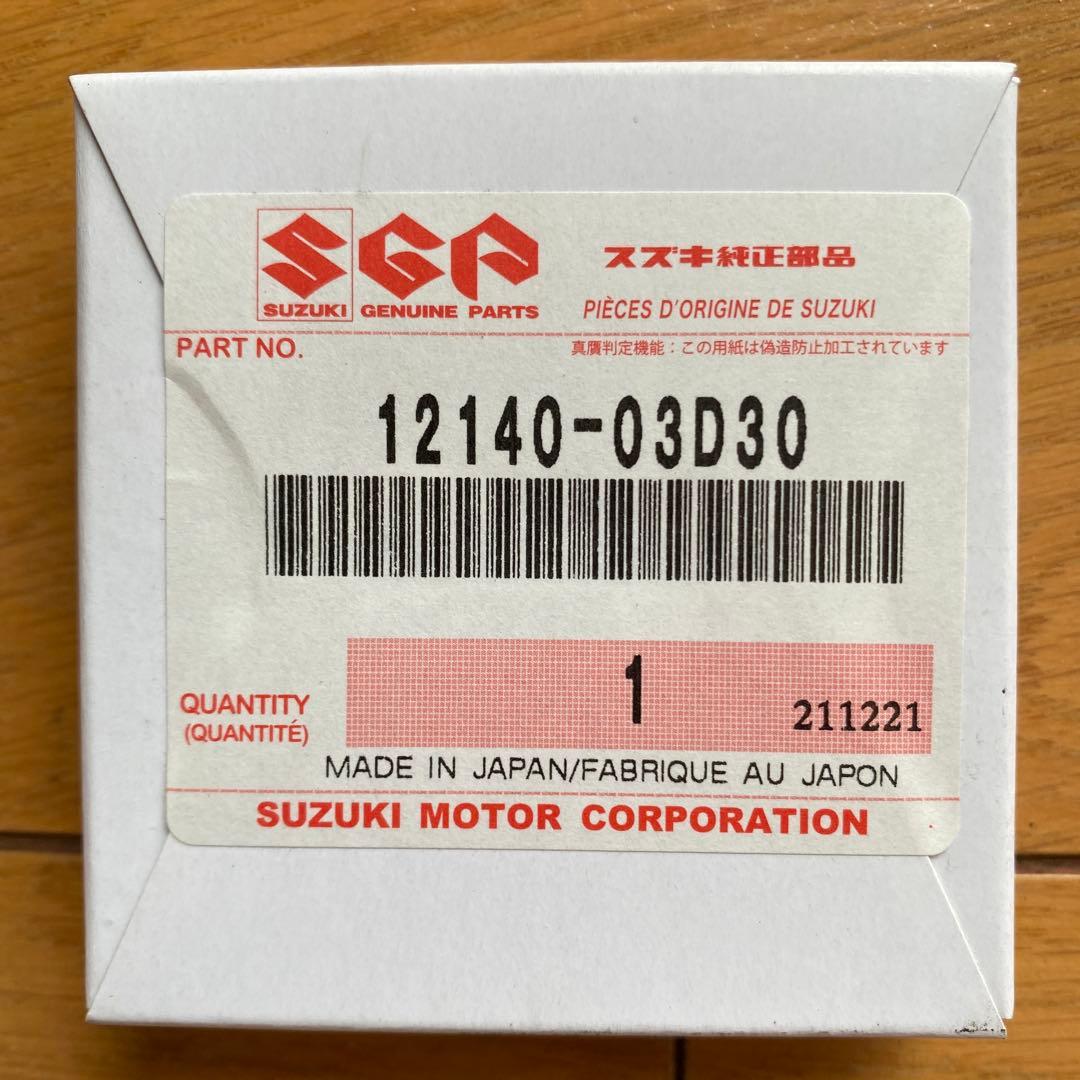 SGP
SUZUKI GENUINE PARTS
スズキ純正部品
PIÈCES D'ORIGINE DE SUZUKI
PART NO.
真贋判定機能：この用紙は偽造防止加工されています
12140-03D30
QUANTITY
(QUANTITÉ)
1
211221
MADE IN JAPAN/FABRIQUE AU JAPON
SUZUKI MOTOR CORPORATION